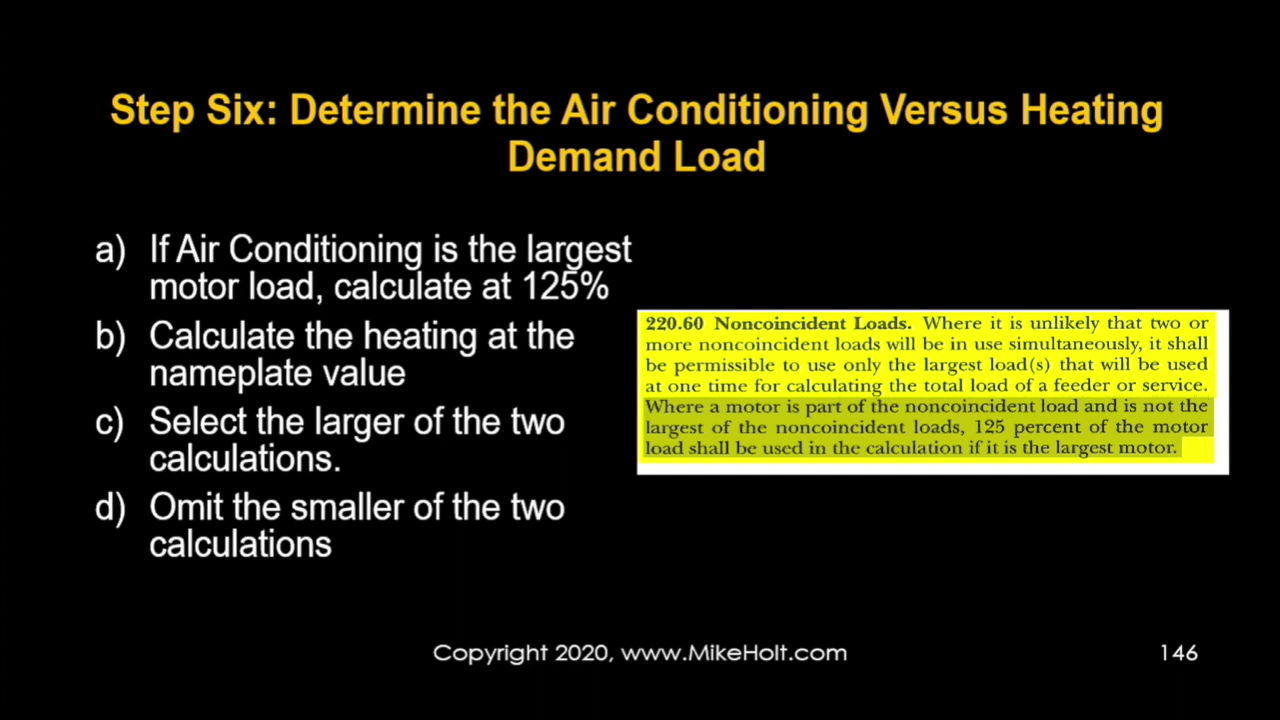 Step Six: Determine the Air Conditioning Versus Heating
Demand Load
a) If Air Conditioning is the largest
motor load, calculate at 125%
b) Calculate the heating at the
nameplate value
c) Select the larger of the two
calculations.
d) Omit the smaller of the two
calculations
220.60 Noncoincident Loads. Where it is unlikely that two or
more noncoincident loads will be in use simultaneously, it shall
be permissible to use only the largest load(s) that will be used
at one time for calculating the total load of a feeder or service.
Where a motor is part of the noncoincident load and is not the
largest of the noncoincident loads, 125 percent of the motor
load shall be used in the calculation if it is the largest motor.
Copyright 2020, www.MikeHolt.com
146